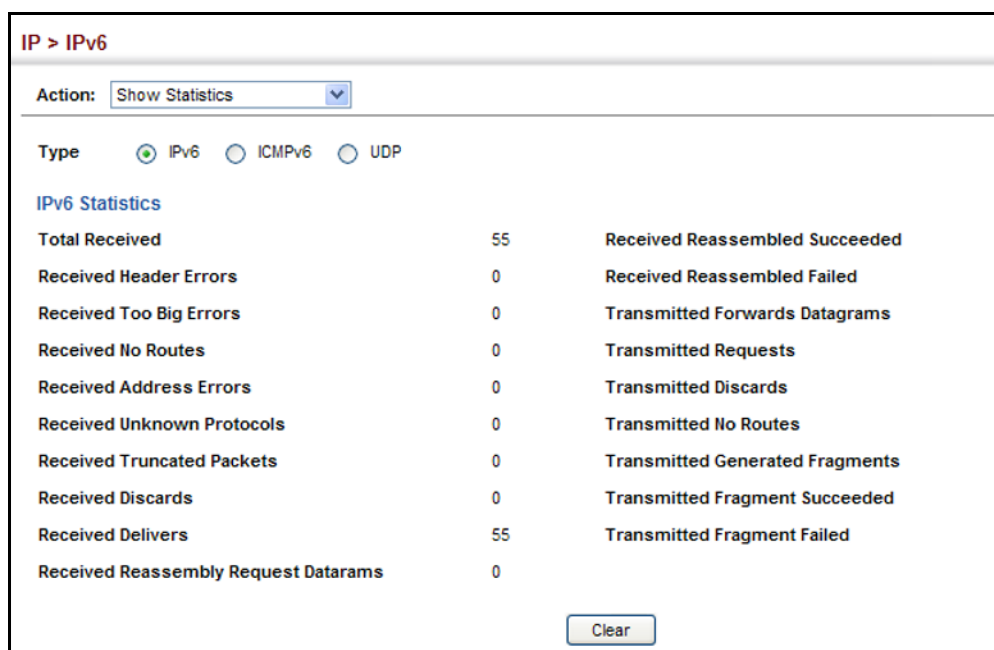 IP > IPv6
Action: Show Statistics
Type IPv6 ICMPv6 UDP
IPv6 Statistics
Total Received 55 Received Reassembled Succeeded
Received Header Errors 0 Received Reassembled Failed
Received Too Big Errors 0 Transmitted Forwards Datagrams
Received No Routes 0 Transmitted Requests
Received Address Errors 0 Transmitted Discards
Received Unknown Protocols 0 Transmitted No Routes
Received Truncated Packets 0 Transmitted Generated Fragments
Received Discards 0 Transmitted Fragment Succeeded
Received Delivers 55 Transmitted Fragment Failed
Received Reassembly Request Datarams 0
Clear